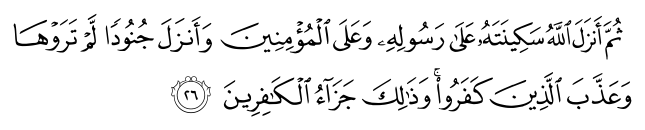 ثُمَّ أَنزَلَ ٱللَّهُ سَكِينَتَهُۥ عَلَىٰ رَسُولِهِۦ وَعَلَى ٱلْمُؤْمِنِينَ وَأَنزَلَ جُنُودًا لَّمْ تَرَوْهَا
وَعَذَّبَ ٱلَّذِينَ كَفَرُوا۟ ۚ وَذَٰلِكَ جَزَآءُ ٱلْكَٰفِرِينَ ٢٦